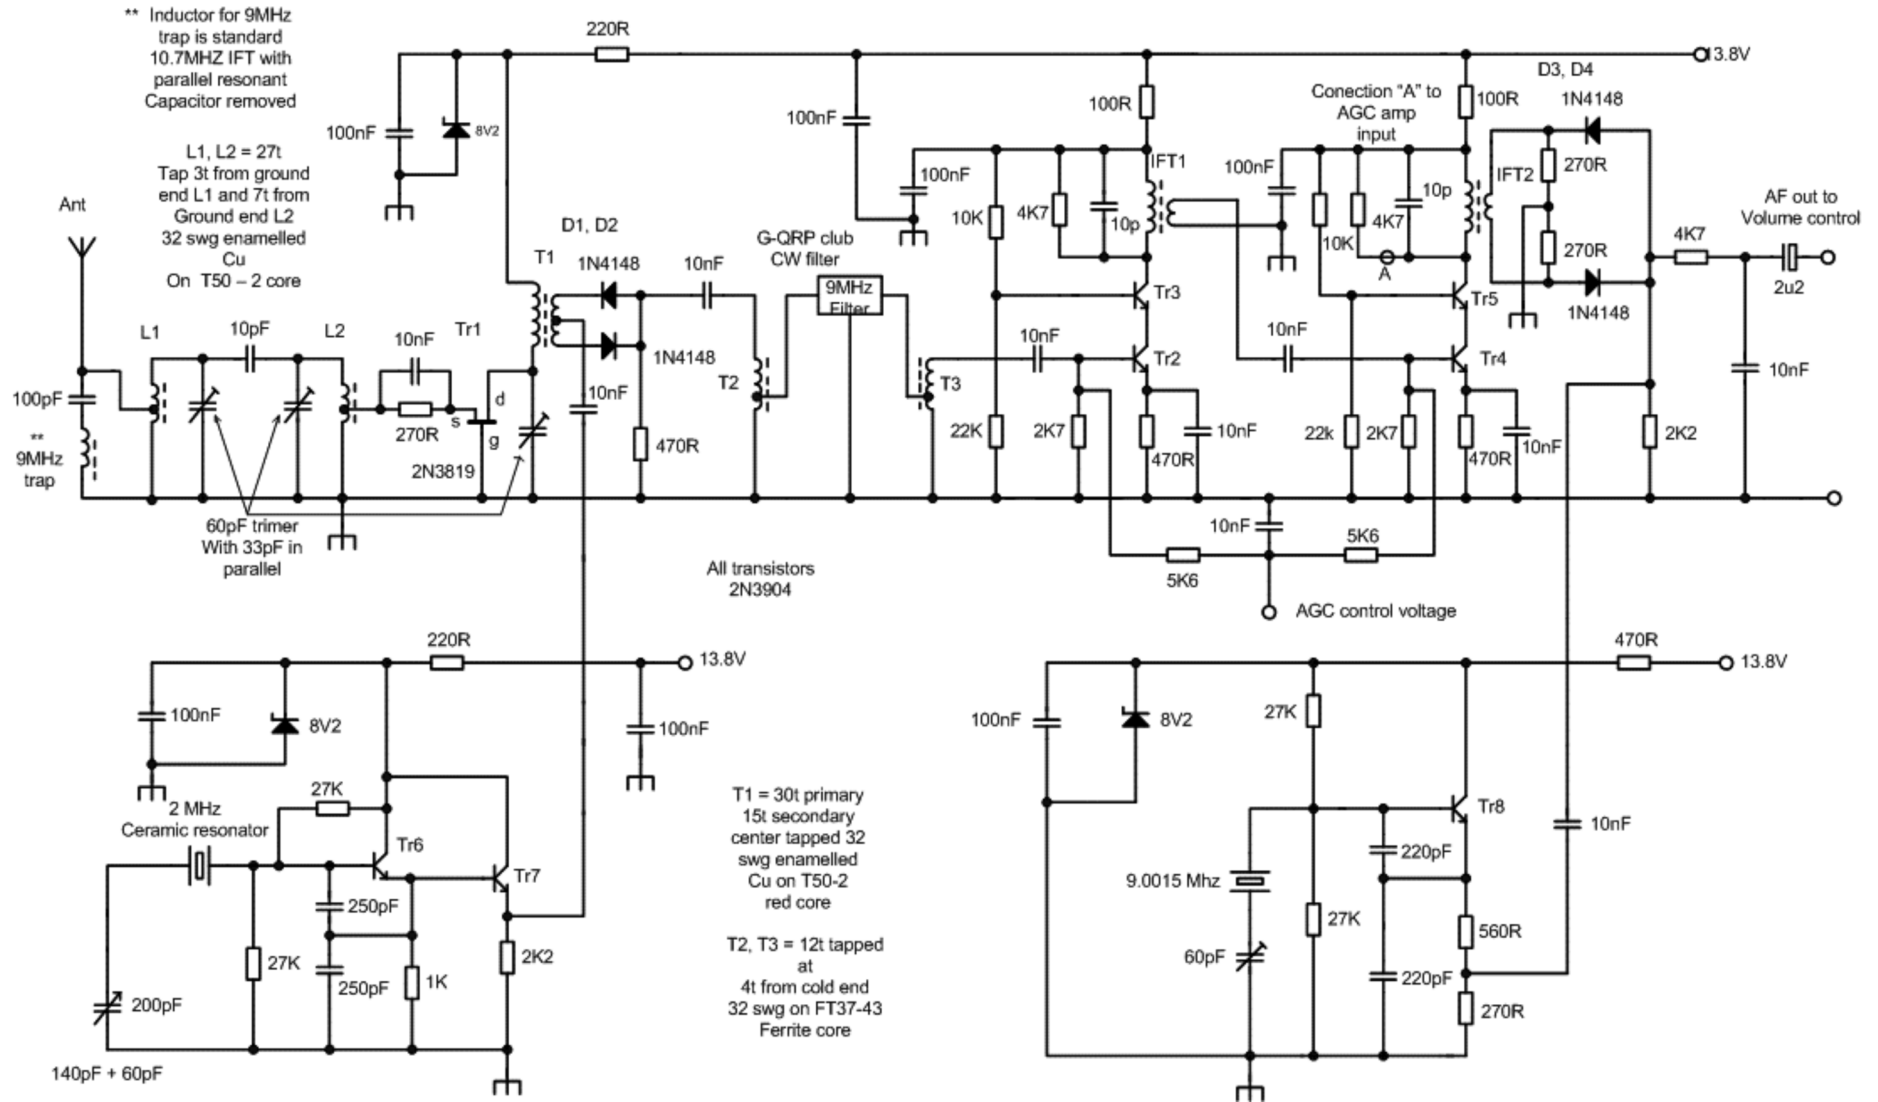 ** Inductor for 9MHz
trap is standard
10.7MHZ IFT with
parallel resonant
Capacitor removed
L1, L2 = 27t
Tap 3t from ground
end L1 and 7t from
Ground end L2
32 swg enamelled
Cu
On T50 – 2 core
220R
100nF
8V2
13.8V
100nF
100R
Conection "A" to
AGC amp
input
100R
D3, D4
1N4148
Ant
D1, D2
T1
1N4148
10nF
G-QRP club
CW filter
9MHz
Filter
100nF
10K
4K7
10p
IFT1
100nF
10K
4K7
10p
A
IFT2
270R
270R
1N4148
4K7
AF out to
Volume control
2u2
L1
10pF
L2
10nF
Tr1
1N4148
T2
T3
10nF
Tr3
Tr2
10nF
Tr5
Tr4
10nF
100pF
**
9MHz
trap
270R
s
d
g
2N3819
10nF
470R
22K
2K7
470R
10nF
22k
2K7
470R
10nF
2K2
60pF trimer
With 33pF in
parallel
All transistors
2N3904
10nF
5K6
5K6
AGC control voltage
220R
13.8V
100nF
8V2
100nF
27K
2 MHz
Ceramic resonator
Tr6
Tr7
250pF
250pF
27K
1K
2K2
200pF
140pF + 60pF
T1 = 30t primary
15t secondary
center tapped 32
swg enamelled
Cu on T50-2
red core
T2, T3 = 12t tapped
at
4t from cold end
32 swg on FT37-43
Ferrite core
470R
13.8V
100nF
8V2
27K
Tr8
10nF
220pF
9.0015 Mhz
27K
560R
60pF
220pF
270R